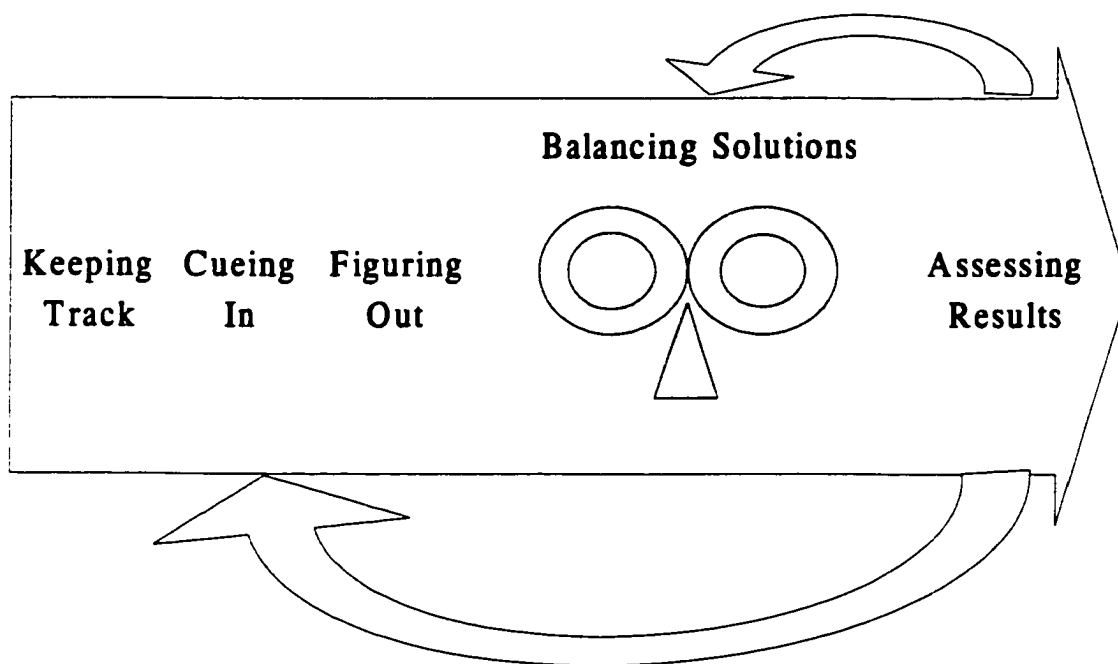 Balancing Solutions
Keeping Track
Cueing In
Figuring Out
Assessing Results